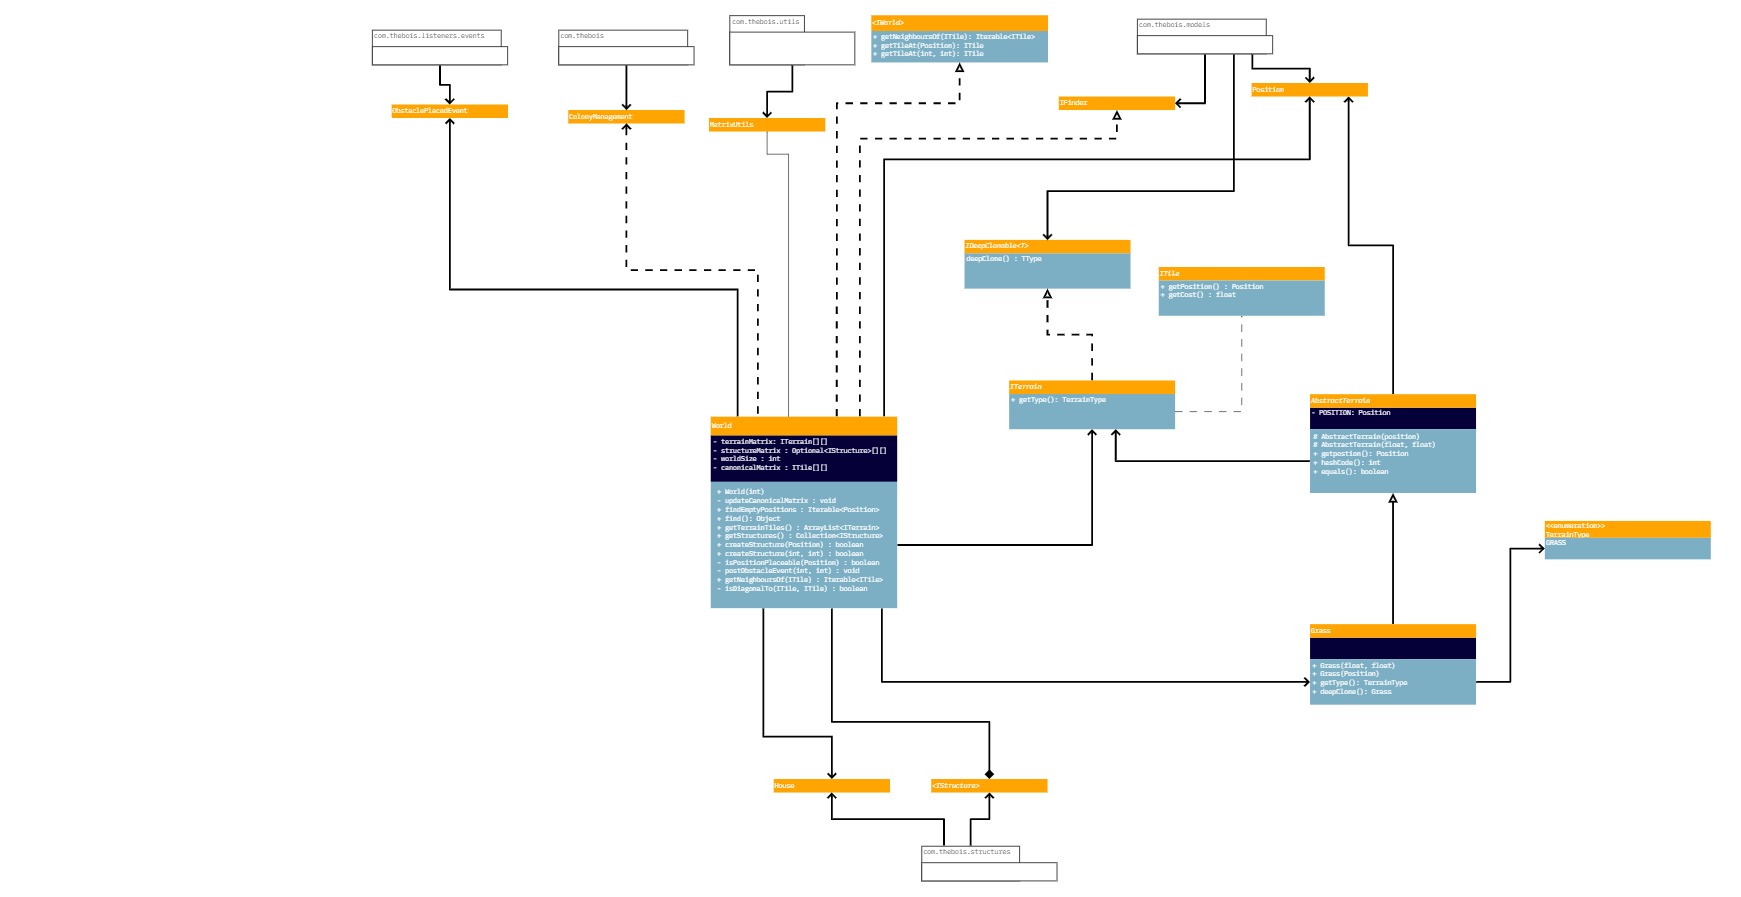 com.thebois.listeners.events
com.thebois
com.thebois.utils
<IWorld>
+ getNeighboursOf(ITile): Iterable<ITile>
+ getTileAt(Position): ITile
+ getTileAt(int, int): ITile
com.thebois.models
ObstaclePlacedEvent
ColonyManagement
MatrixUtils
IFinder
Position
IDeepClonable<T>
deepClone() : TType
ITile
+ getPosition() : Position
+ getCost() : float
ITerrain
+ getType(): TerrainType
AbstractTerrain
- POSITION: Position
# AbstractTerrain(position)
# AbstractTerrain(float, float)
+ getpostion(): Position
+ hashCode(): int
+ equals(): boolean
World
- terrainMatrix: ITerrain[][]
- structureMatrix : Optional<IStructure>[][]
- worldSize : int
- canonicalMatrix : ITile[][]
+ World(int)
- updateCanonicalMatrix : void
+ findEmptyPositions : Iterable<Position>
+ find(): Object
+ getTerrainTiles() : ArrayList<ITerrain>
+ getStructures() : Collection<IStructure>
+ createStructure(Position) : boolean
+ createStructure(int, int) : boolean
- isPositionPlaceable(Position) : boolean
- postObstacleEvent(int, int) : void
+ getNeighboursOf(ITile) : Iterable<ITile>
- isDiagonalTo(ITile, ITile) : boolean
<<enumeration>>
TerrainType
GRASS
Grass
+ Grass(float, float)
+ Grass(Position)
+ getType(): TerrainType
+ deepClone(): Grass
House
<IStructure>
com.thebois.structures